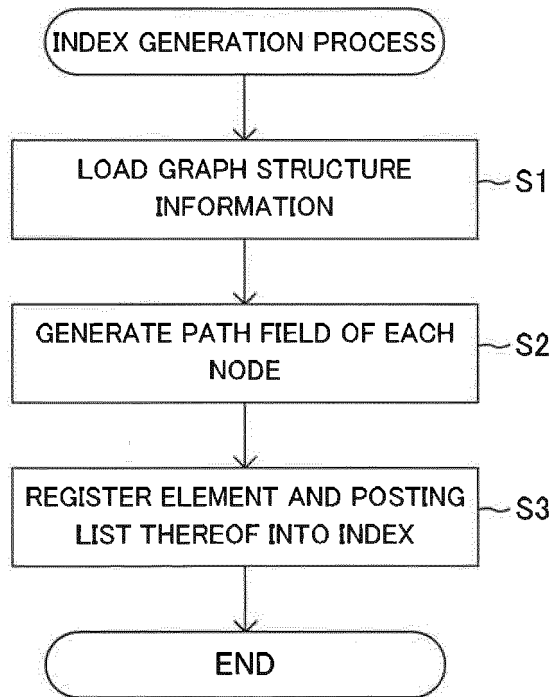 INDEX GENERATION PROCESS
LOAD GRAPH STRUCTURE
INFORMATION
S1
GENERATE PATH FIELD OF EACH
NODE
S2
REGISTER ELEMENT AND POSTING
LIST THEREOF INTO INDEX
S3
END